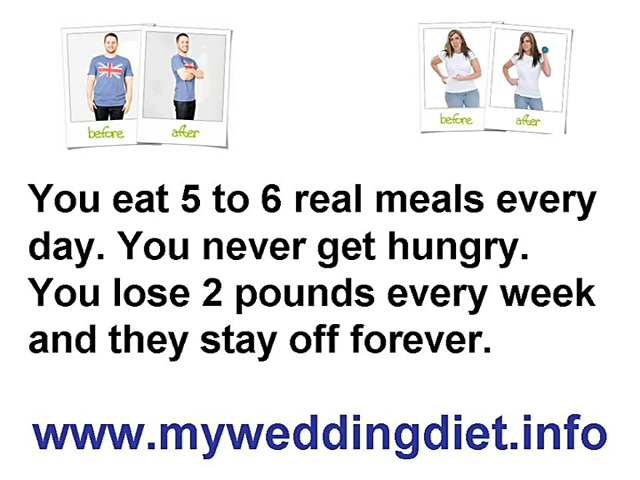 before after before after
You eat 5 to 6 real meals every
day. You never get hungry.
You lose 2 pounds every week
and they stay off forever.
www.myweddingdiet.info